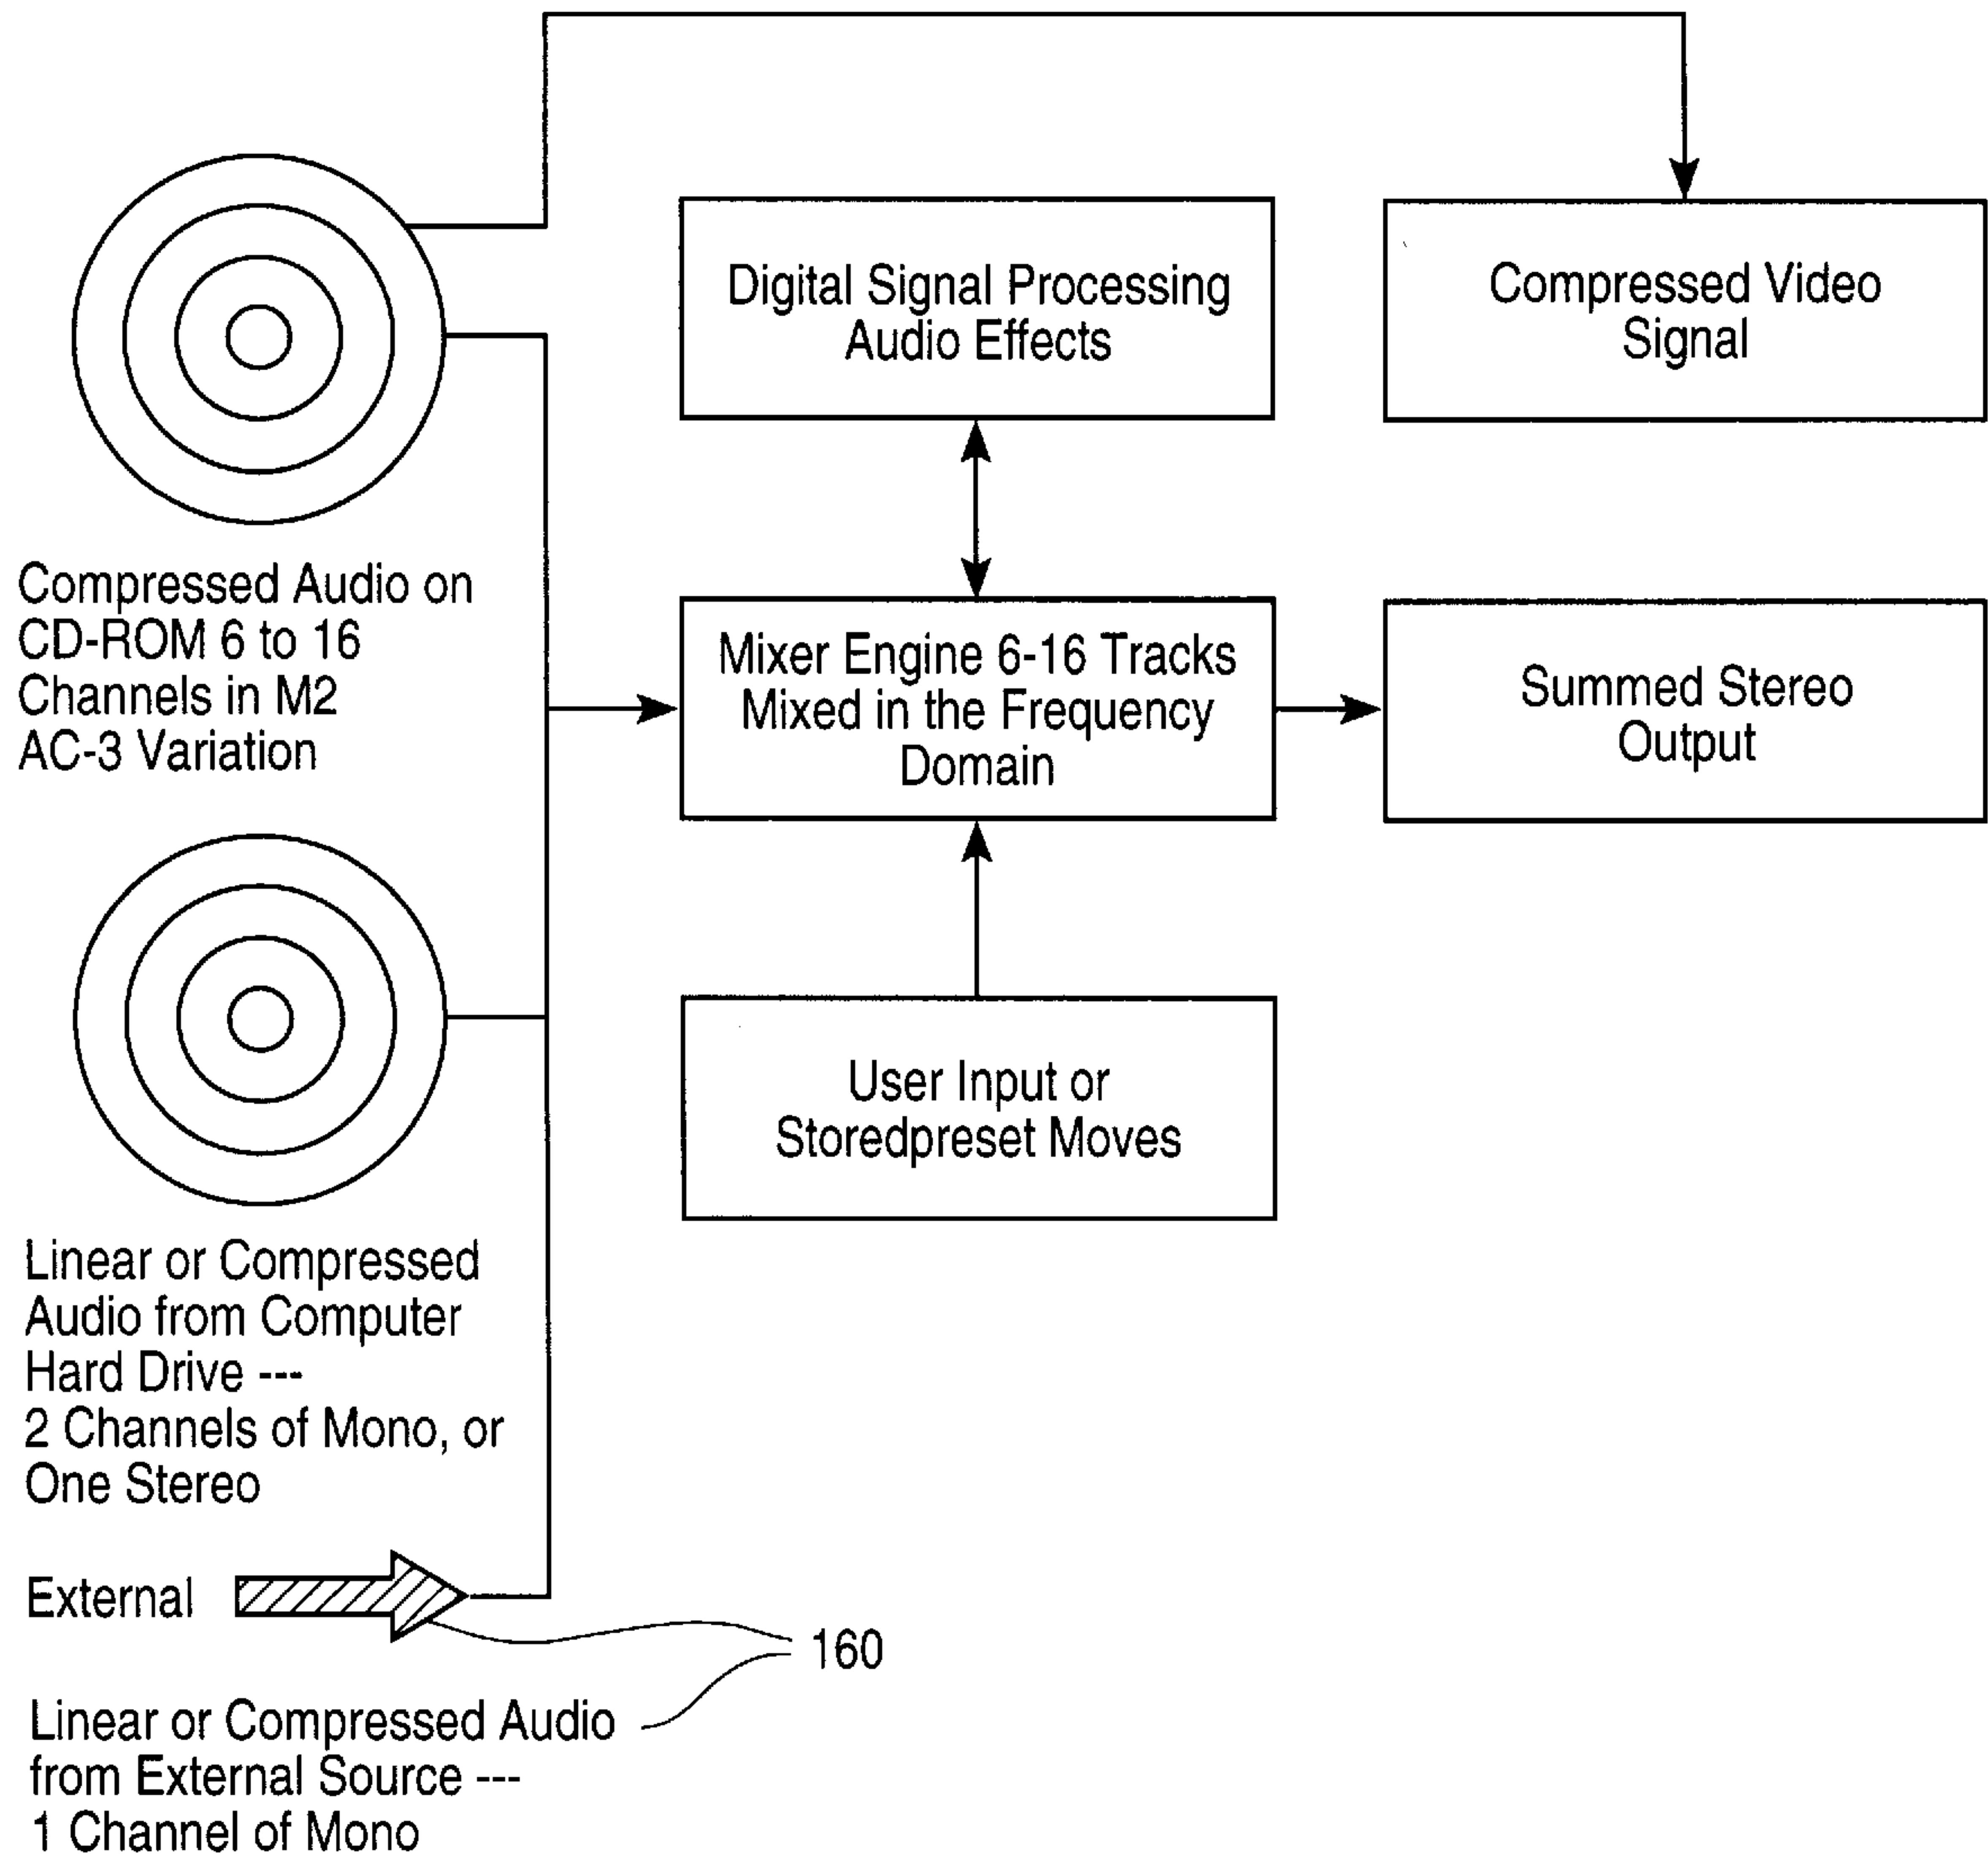 Digital Signal Processing
Audio Effects
Compressed Video
Signal
Compressed Audio on
CD-ROM 6 to 16
Channels in M2
AC-3 Variation
Mixer Engine 6-16 Tracks
Mixed in the Frequency
Domain
Summed Stereo
Output
User Input or
Storedpreset Moves
Linear or Compressed
Audio from Computer
Hard Drive ---
2 Channels of Mono, or
One Stereo
External
160
Linear or Compressed Audio
from External Source ---
1 Channel of Mono